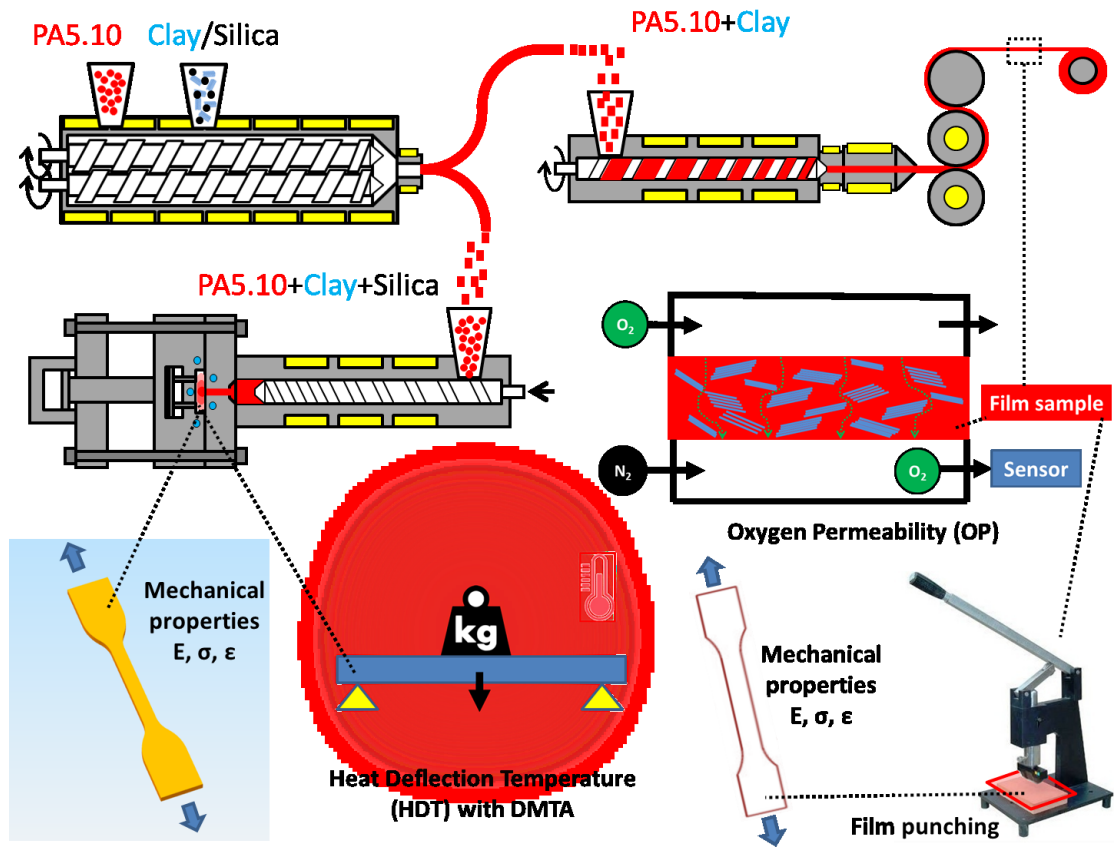 PA5.10 Clay/Silica
PA5.10+Clay
PA5.10+Clay+Silica
O₂
Film sample
N₂
O₂
Sensor
Oxygen Permeability (OP)
Mechanical
properties
E, σ, ε
kg
Heat Deflection Temperature
(HDT) with DMTA
Mechanical
properties
E, σ, ε
Film punching